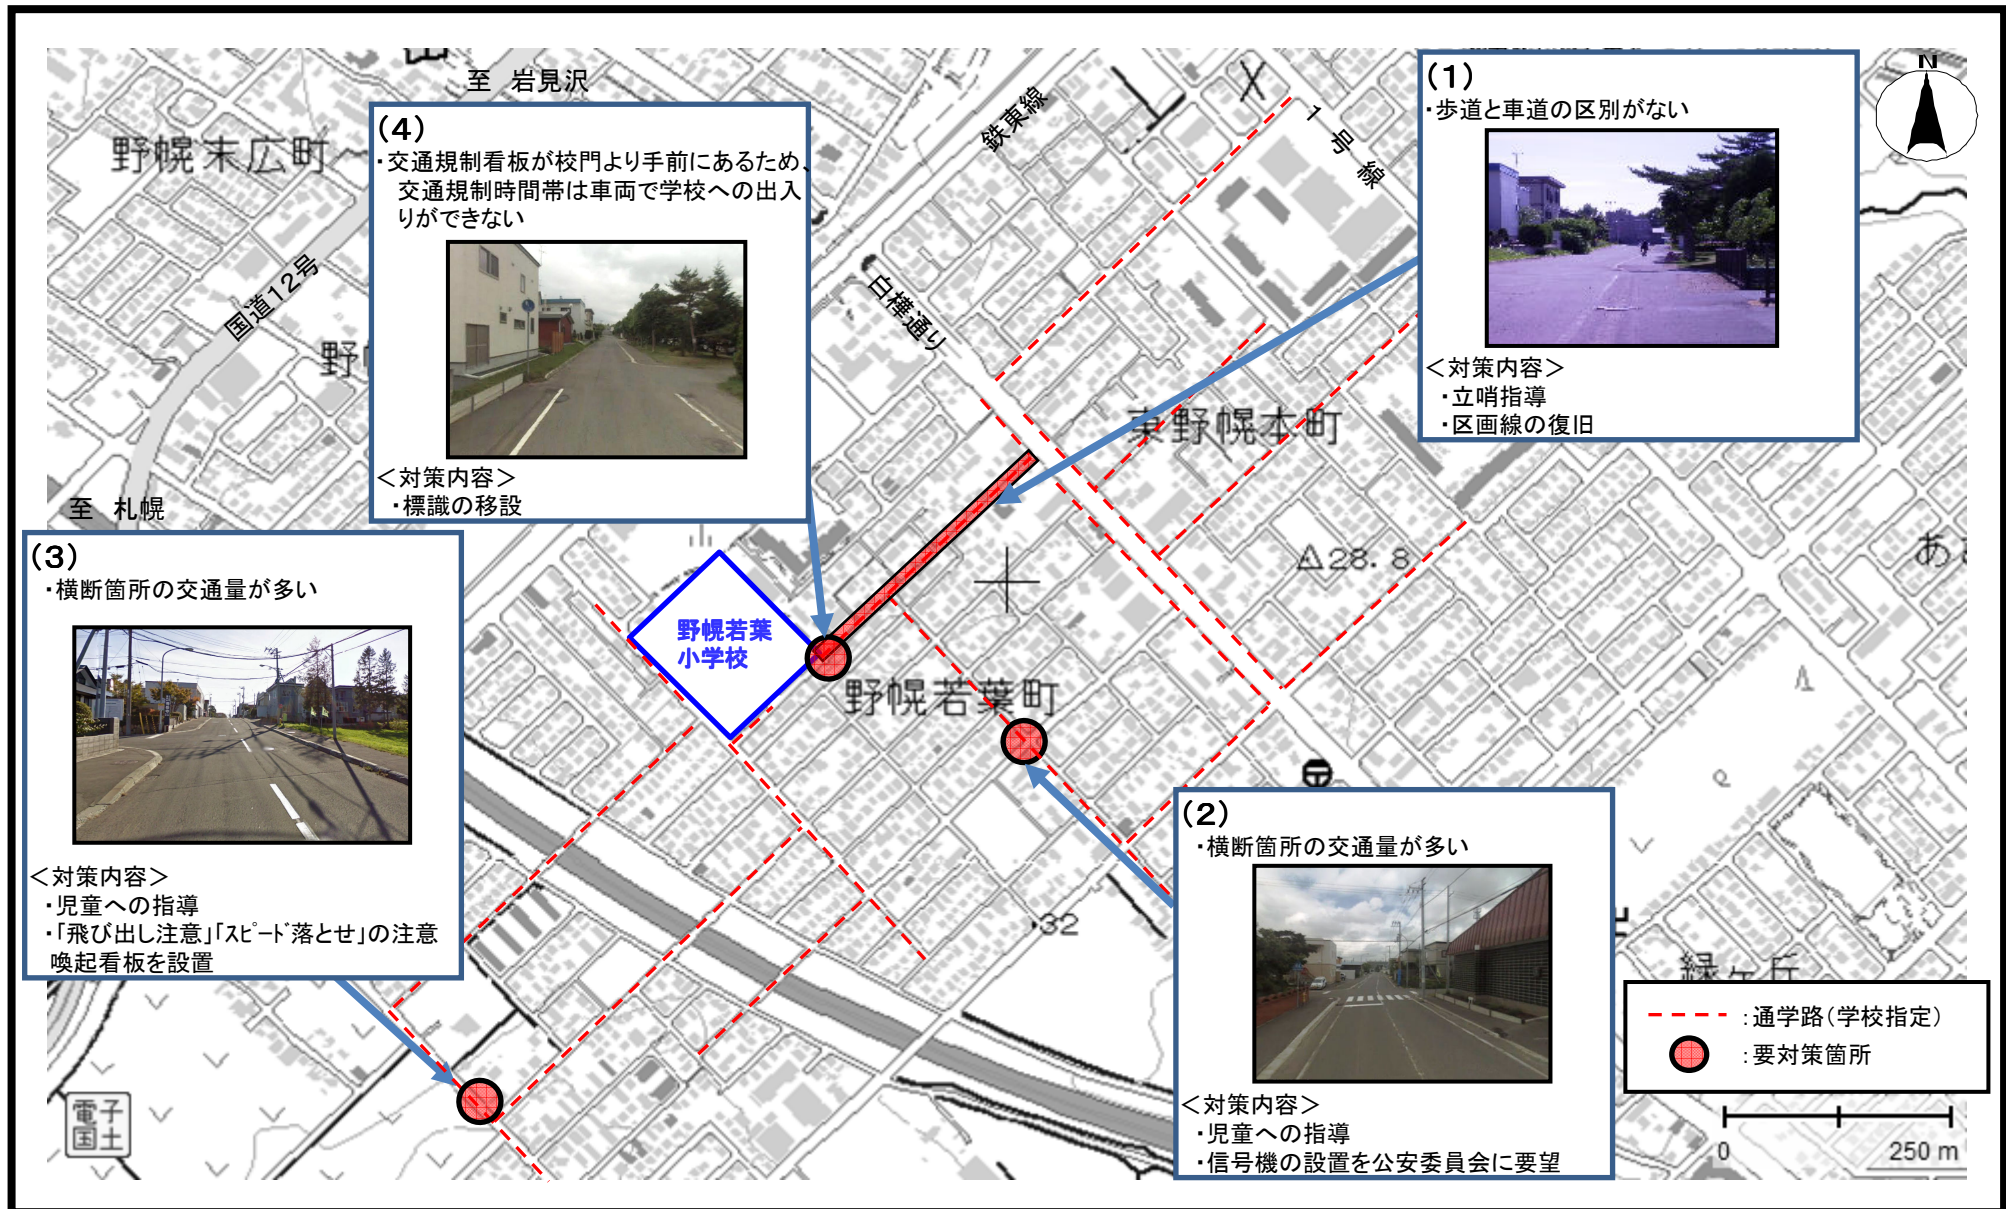 至 岩見沢
野幌末広町
国道12号
野幌
至 札幌
鉄東線
1号線
白樺通り
東野幌本町
28.8
野幌若葉町
32
緑ヶ丘
N
(1)
・歩道と車道の区別がない
<対策内容>
・立哨指導
・区画線の復旧
(4)
・交通規制看板が校門より手前にあるため、
交通規制時間帯は車両で学校への出入
りができない
<対策内容>
・標識の移設
(3)
・横断箇所の交通量が多い
<対策内容>
・児童への指導
・「飛び出し注意」「スピード落とせ」の注意
喚起看板を設置
野幌若葉
小学校
(2)
・横断箇所の交通量が多い
<対策内容>
・児童への指導
・信号機の設置を公安委員会に要望
:通学路(学校指定)
:要対策箇所
0
250 m
電子
国土